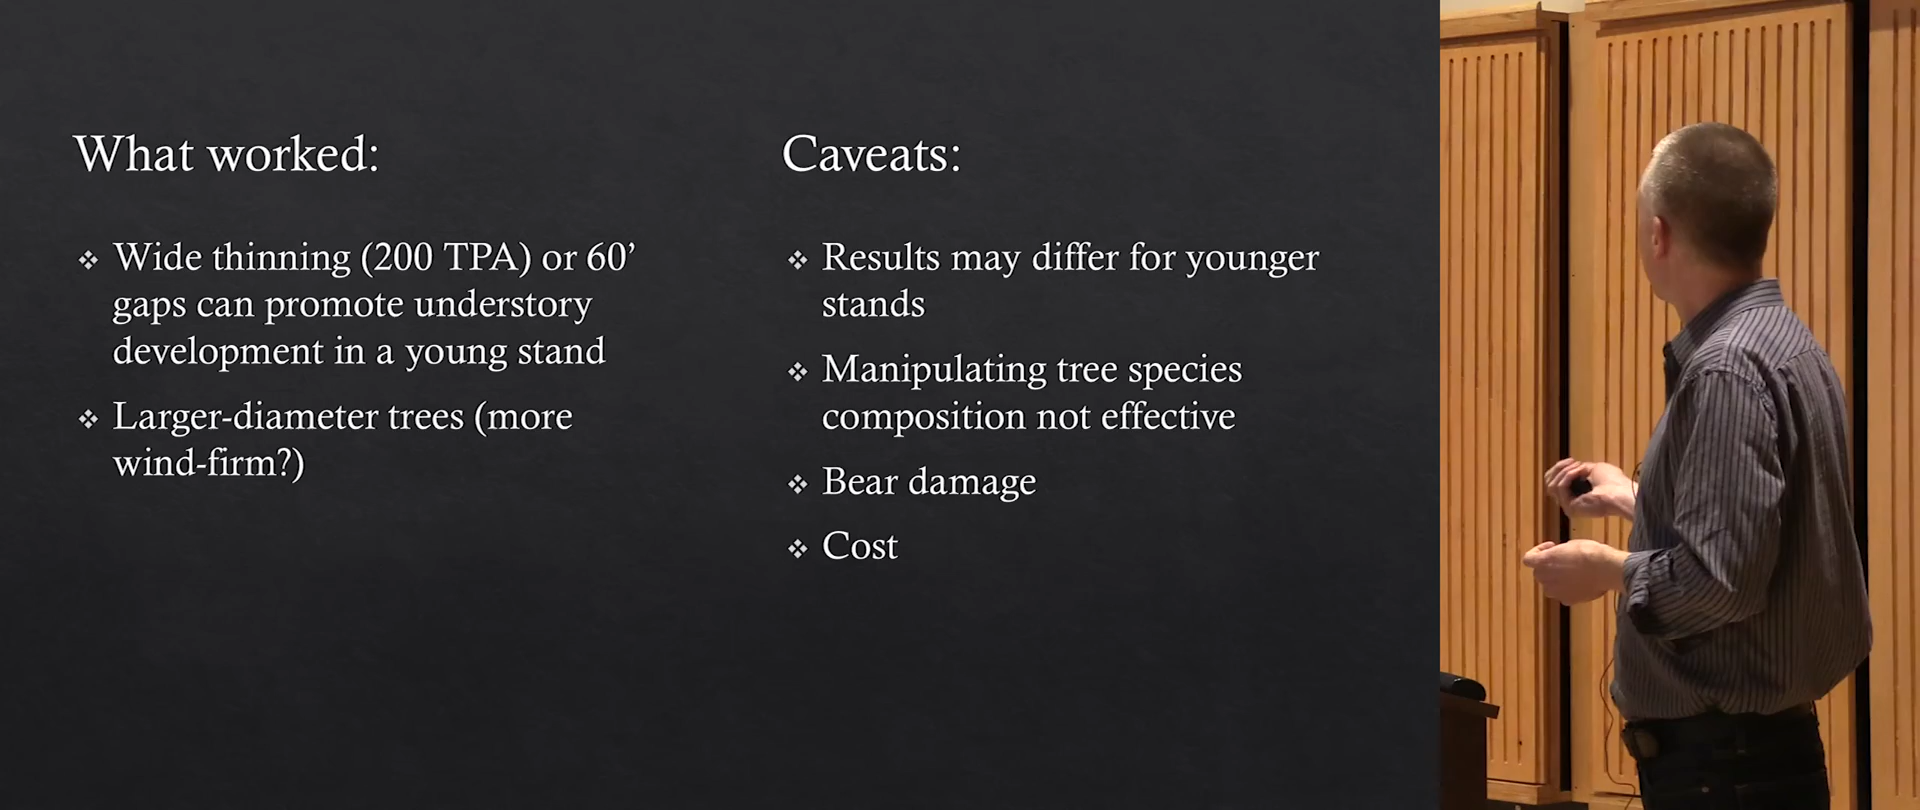 What worked:
Wide thinning (200 TPA) or 60’
gaps can promote understory
development in a young stand
Larger-diameter trees (more
wind-firm?)
Caveats:
Results may differ for younger
stands
Manipulating tree species
composition not effective
Bear damage
Cost